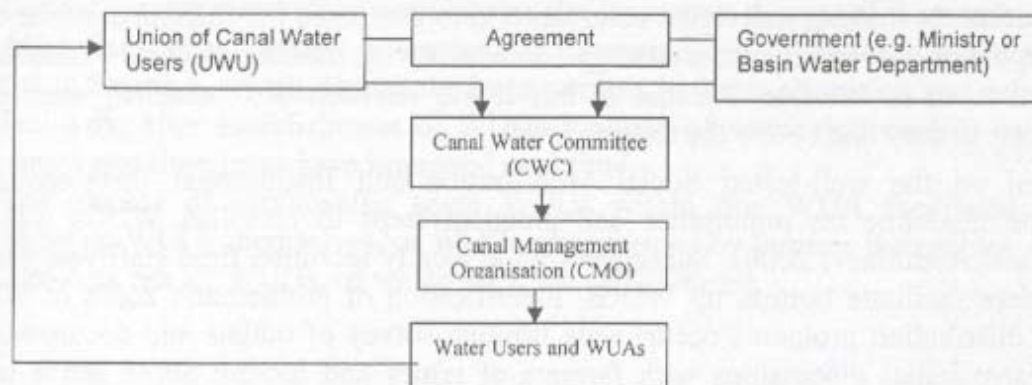 Union of Canal Water
Users (UWU)
Agreement
Government (e.g. Ministry or
Basin Water Department)
Canal Water Committee
(CWC)
Canal Management
Organisation (CMO)
Water Users and WUAs